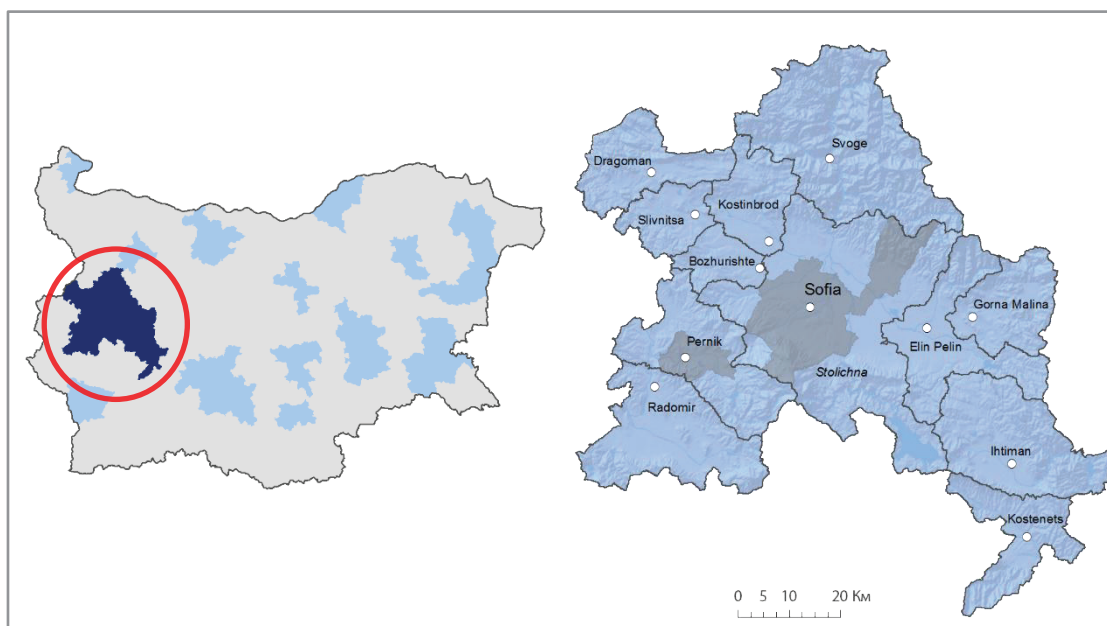 Svoge
Dragoman
Kostinbrod
Slivnitsa
Bozhurishte
Sofia
Gorna Malina
Elin Pelin
Pernik
Stolichna
Radomir
Ihtiman
Kostenets
0 5 10 20 Км